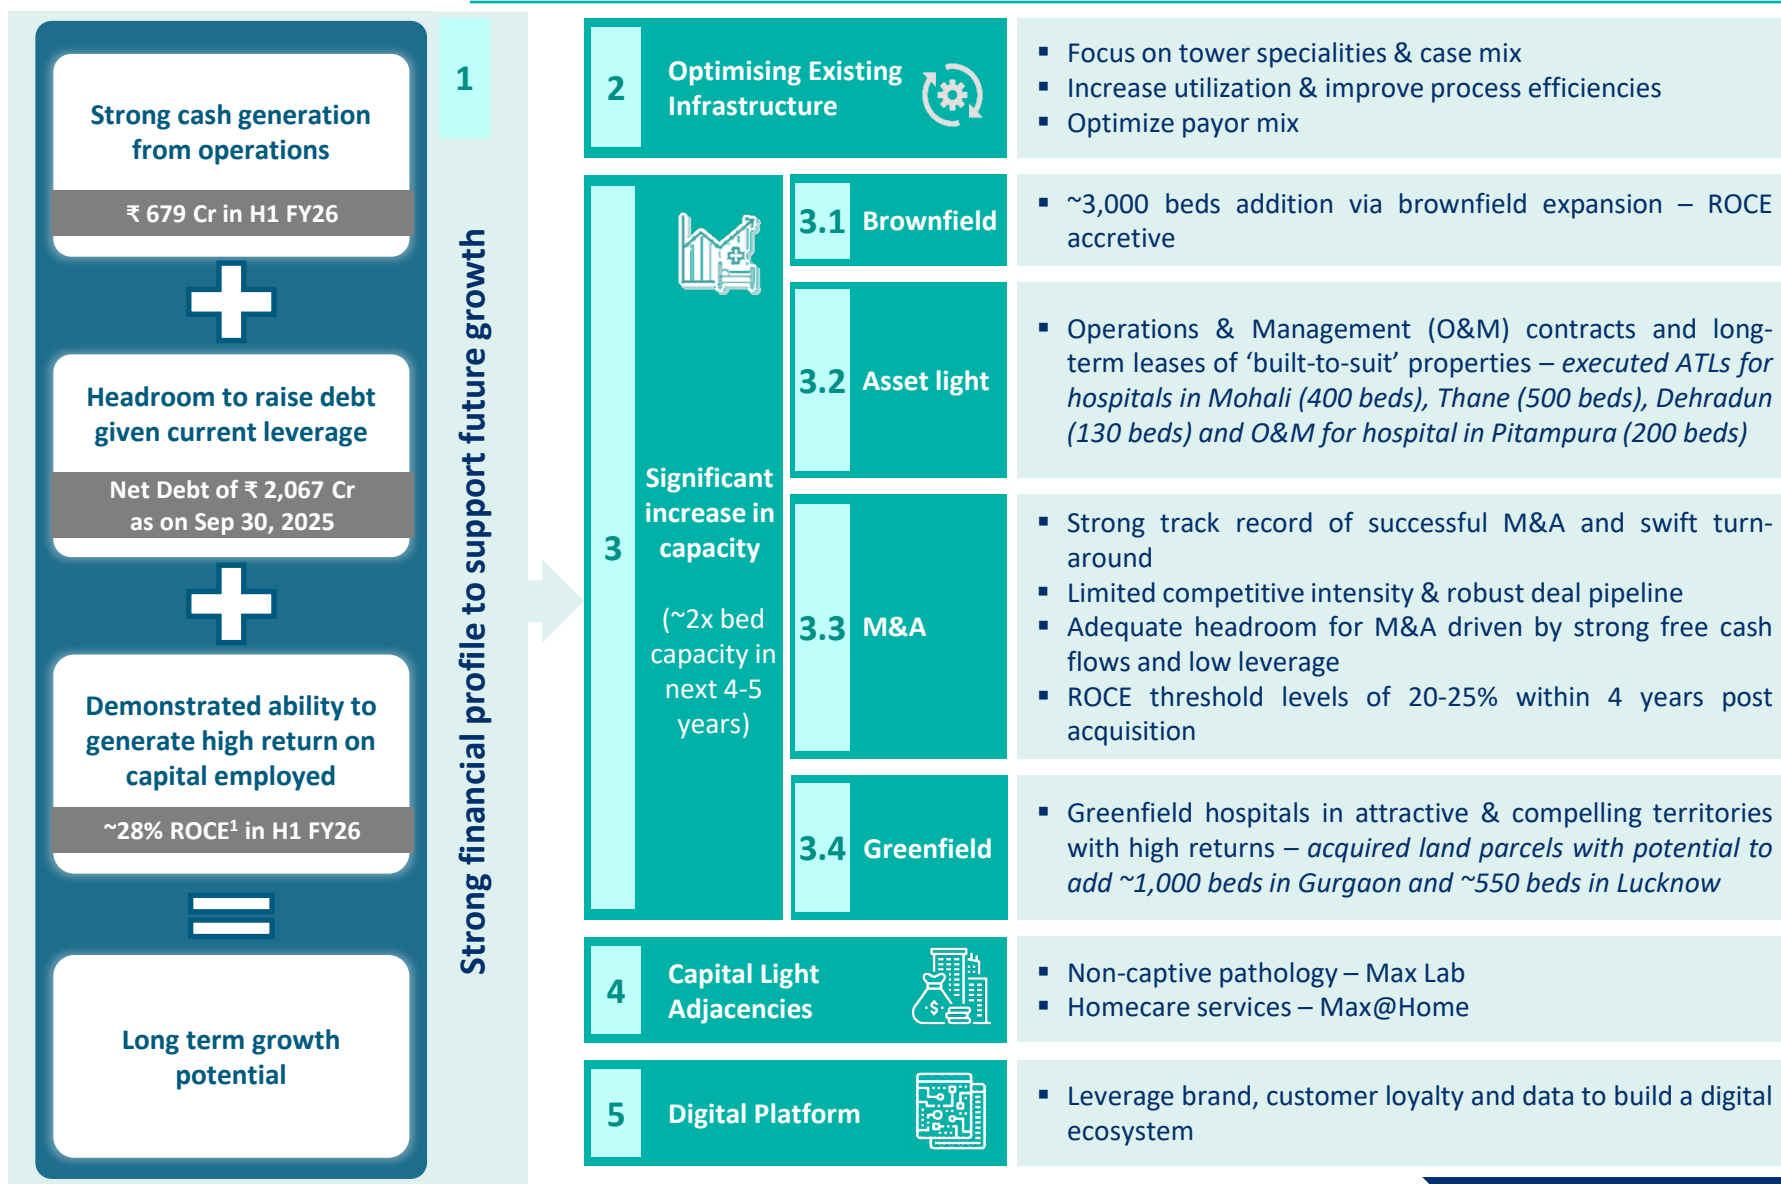 Strong cash generation
from operations
₹ 679 Cr in H1 FY26
Headroom to raise debt
given current leverage
Net Debt of ₹ 2,067 Cr
as on Sep 30, 2025
Demonstrated ability to
generate high return on
capital employed
~28% ROCE¹ in H1 FY26
Long term growth
potential
1
Strong financial profile to support future growth
2
Optimising Existing
Infrastructure
▪ Focus on tower specialities & case mix
▪ Increase utilization & improve process efficiencies
▪ Optimize payor mix
3
Significant
increase in
capacity
(~2x bed
capacity in
next 4-5
years)
3.1 Brownfield
▪ ~3,000 beds addition via brownfield expansion – ROCE
accretive
3.2 Asset light
▪ Operations & Management (O&M) contracts and long-
term leases of ‘built-to-suit’ properties – executed ATLs for
hospitals in Mohali (400 beds), Thane (500 beds), Dehradun
(130 beds) and O&M for hospital in Pitampura (200 beds)
3.3 M&A
▪ Strong track record of successful M&A and swift turn-
around
▪ Limited competitive intensity & robust deal pipeline
▪ Adequate headroom for M&A driven by strong free cash
flows and low leverage
▪ ROCE threshold levels of 20-25% within 4 years post
acquisition
3.4 Greenfield
▪ Greenfield hospitals in attractive & compelling territories
with high returns – acquired land parcels with potential to
add ~1,000 beds in Gurgaon and ~550 beds in Lucknow
4
Capital Light
Adjacencies
$
▪ Non-captive pathology – Max Lab
▪ Homecare services – Max@Home
5
Digital Platform
▪ Leverage brand, customer loyalty and data to build a digital
ecosystem